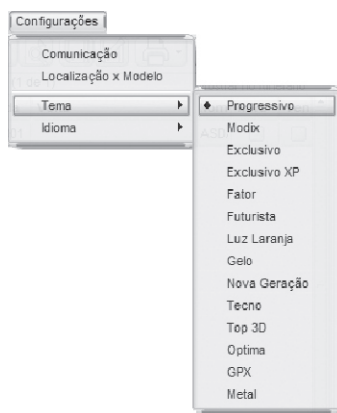 Configurações
Comunicação
Localização x Modelo
Tema
Idioma
Progressivo
Modix
Exclusivo
Exclusivo XP
Fator
Futurista
Luz Laranja
Gelo
Nova Geração
Tecno
Top 3D
Optima
GPX
Metal